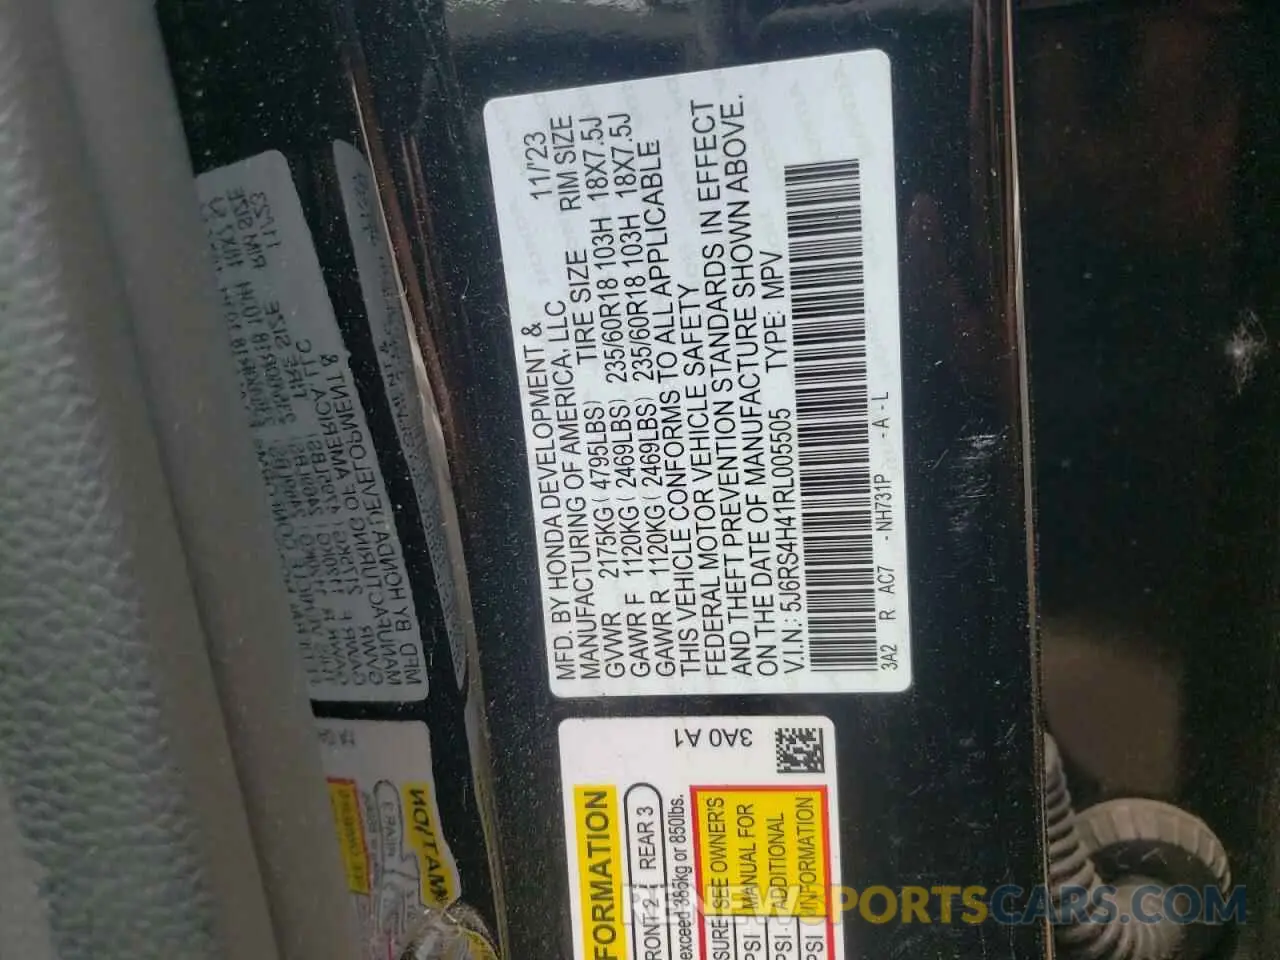 MFD. BY HONDA DEVELOPMENT &
MANUFACTURING OF AMERICA, LLC 11/'23
GVWR 2175KG ( 4795LBS) TIRE SIZE RIM SIZE
GAWR F 1120KG ( 2469LBS) 235/60R18 103H 18X7.5J
GAWR R 1120KG ( 2469LBS) 235/60R18 103H 18X7.5J
THIS VEHICLE CONFORMS TO ALL APPLICABLE
FEDERAL MOTOR VEHICLE SAFETY
AND THEFT PREVENTION STANDARDS IN EFFECT
ON THE DATE OF MANUFACTURE SHOWN ABOVE.
V.I.N.: 5J6RS4H41RL005505 TYPE: MPV
3A2 R AC7 -NH731P -A-L
3A0 A1
FORMATION
RONT 2 REAR 3
exceed 385kg or 850lbs.
SURE SEE OWNER'S
PSI MANUAL FOR
PSI ADDITIONAL
PSI INFORMATION
RENEWSPORTSCARS.COM